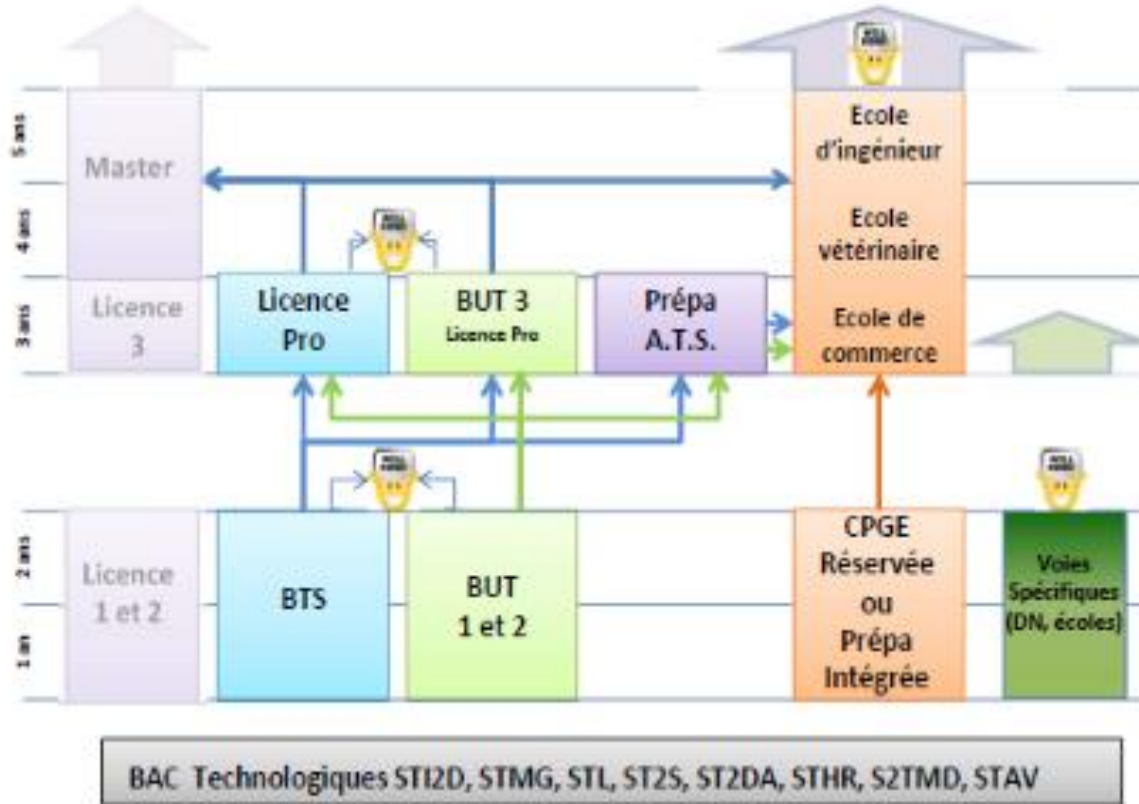 5 ans
4 ans
3 ans
2 ans
1 an
Master
Licence
3
Licence
Pro
BUT 3
Licence Pro
Prépa
A.T.S.
Ecole
d'ingénieur
Ecole
vétérinaire
Ecole de
commerce
Licence
1 et 2
BTS
BUT
1 et 2
CPGE
Réservée
ou
Prépa
Intégrée
Voies
Spécifiques
(DN, écoles)
BAC Technologiques STI2D, STMG, STL, ST2S, ST2DA, STHR, S2TMD, STAV